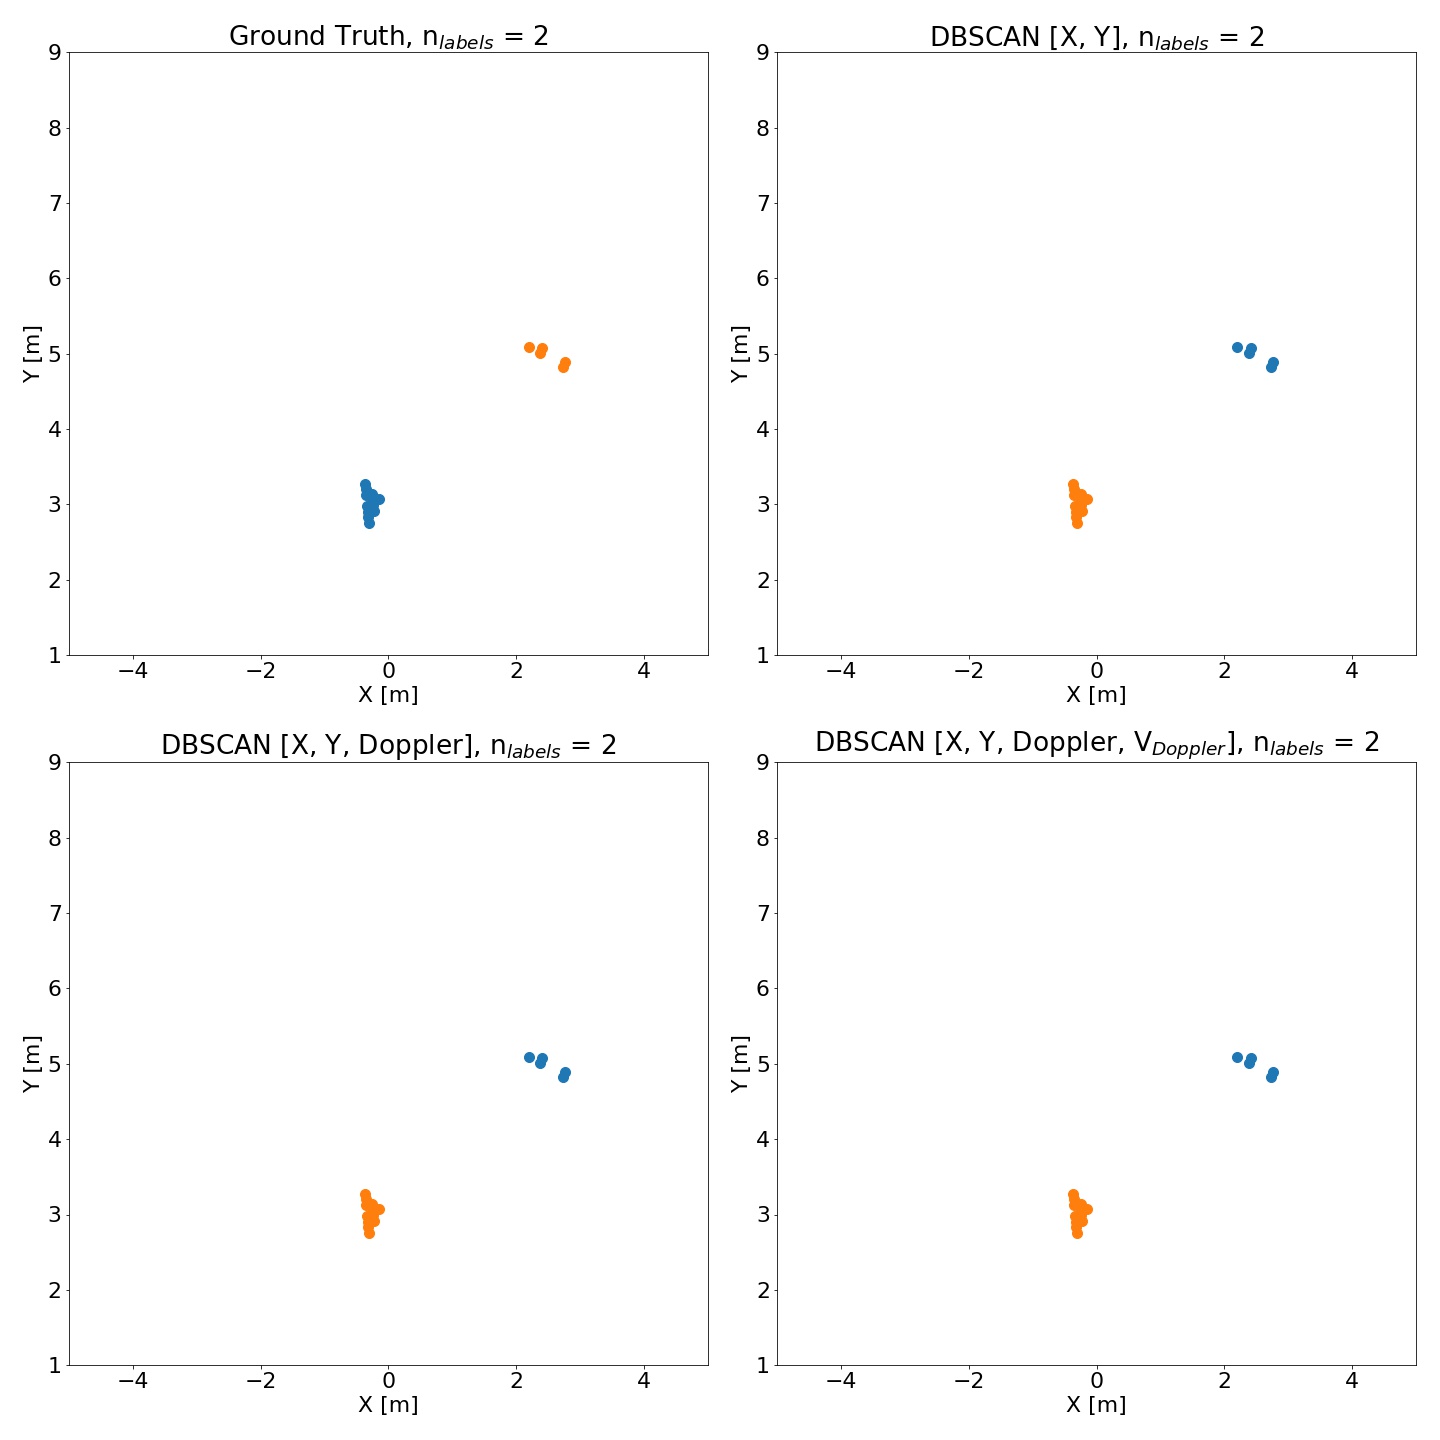 Ground Truth, n_labels = 2
9
8
7
6
5
4
3
2
1
Y [m]
−4 −2 0 2 4
X [m]
DBSCAN [X, Y], n_labels = 2
9
8
7
6
5
4
3
2
1
Y [m]
−4 −2 0 2 4
X [m]
DBSCAN [X, Y, Doppler], n_labels = 2
9
8
7
6
5
4
3
2
1
Y [m]
−4 −2 0 2 4
X [m]
DBSCAN [X, Y, Doppler, V_Doppler], n_labels = 2
9
8
7
6
5
4
3
2
1
Y [m]
−4 −2 0 2 4
X [m]